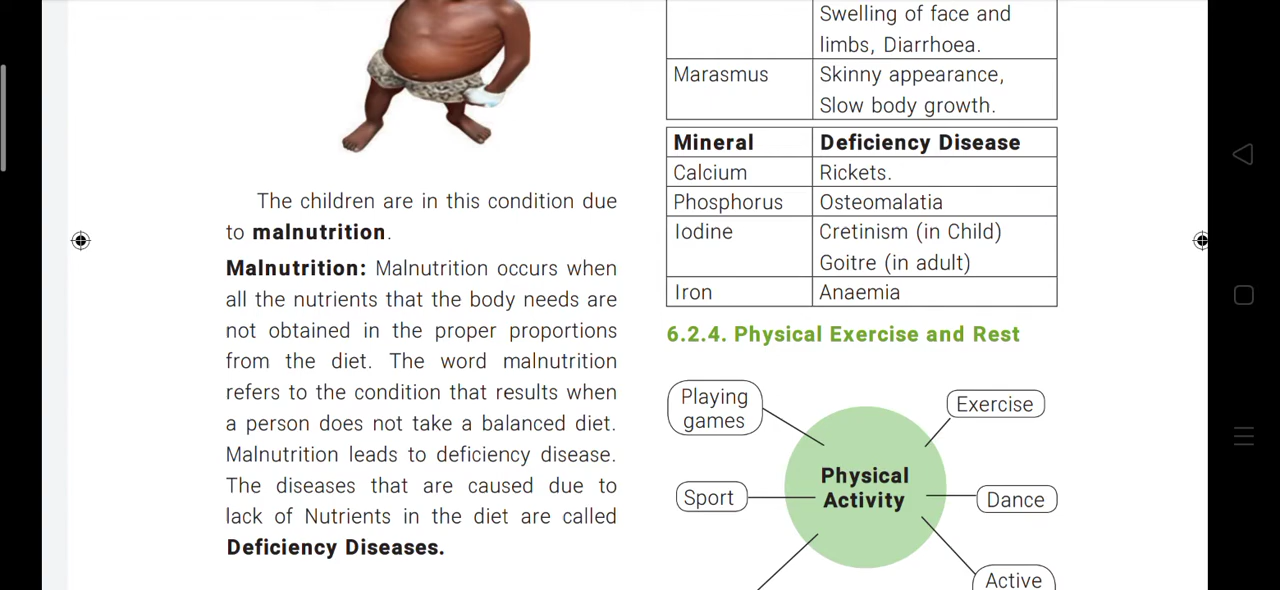 The children are in this condition due
to malnutrition.
Malnutrition: Malnutrition occurs when
all the nutrients that the body needs are
not obtained in the proper proportions
from the diet. The word malnutrition
refers to the condition that results when
a person does not take a balanced diet.
Malnutrition leads to deficiency disease.
The diseases that are caused due to
lack of Nutrients in the diet are called
Deficiency Diseases.
Swelling of face and
limbs, Diarrhoea.
Marasmus Skinny appearance,
Slow body growth.
Mineral Deficiency Disease
Calcium Rickets.
Phosphorus Osteomalatia
Iodine Cretinism (in Child)
Goitre (in adult)
Iron Anaemia
6.2.4. Physical Exercise and Rest
Playing
games
Exercise
Physical
Activity
Sport
Dance
Active